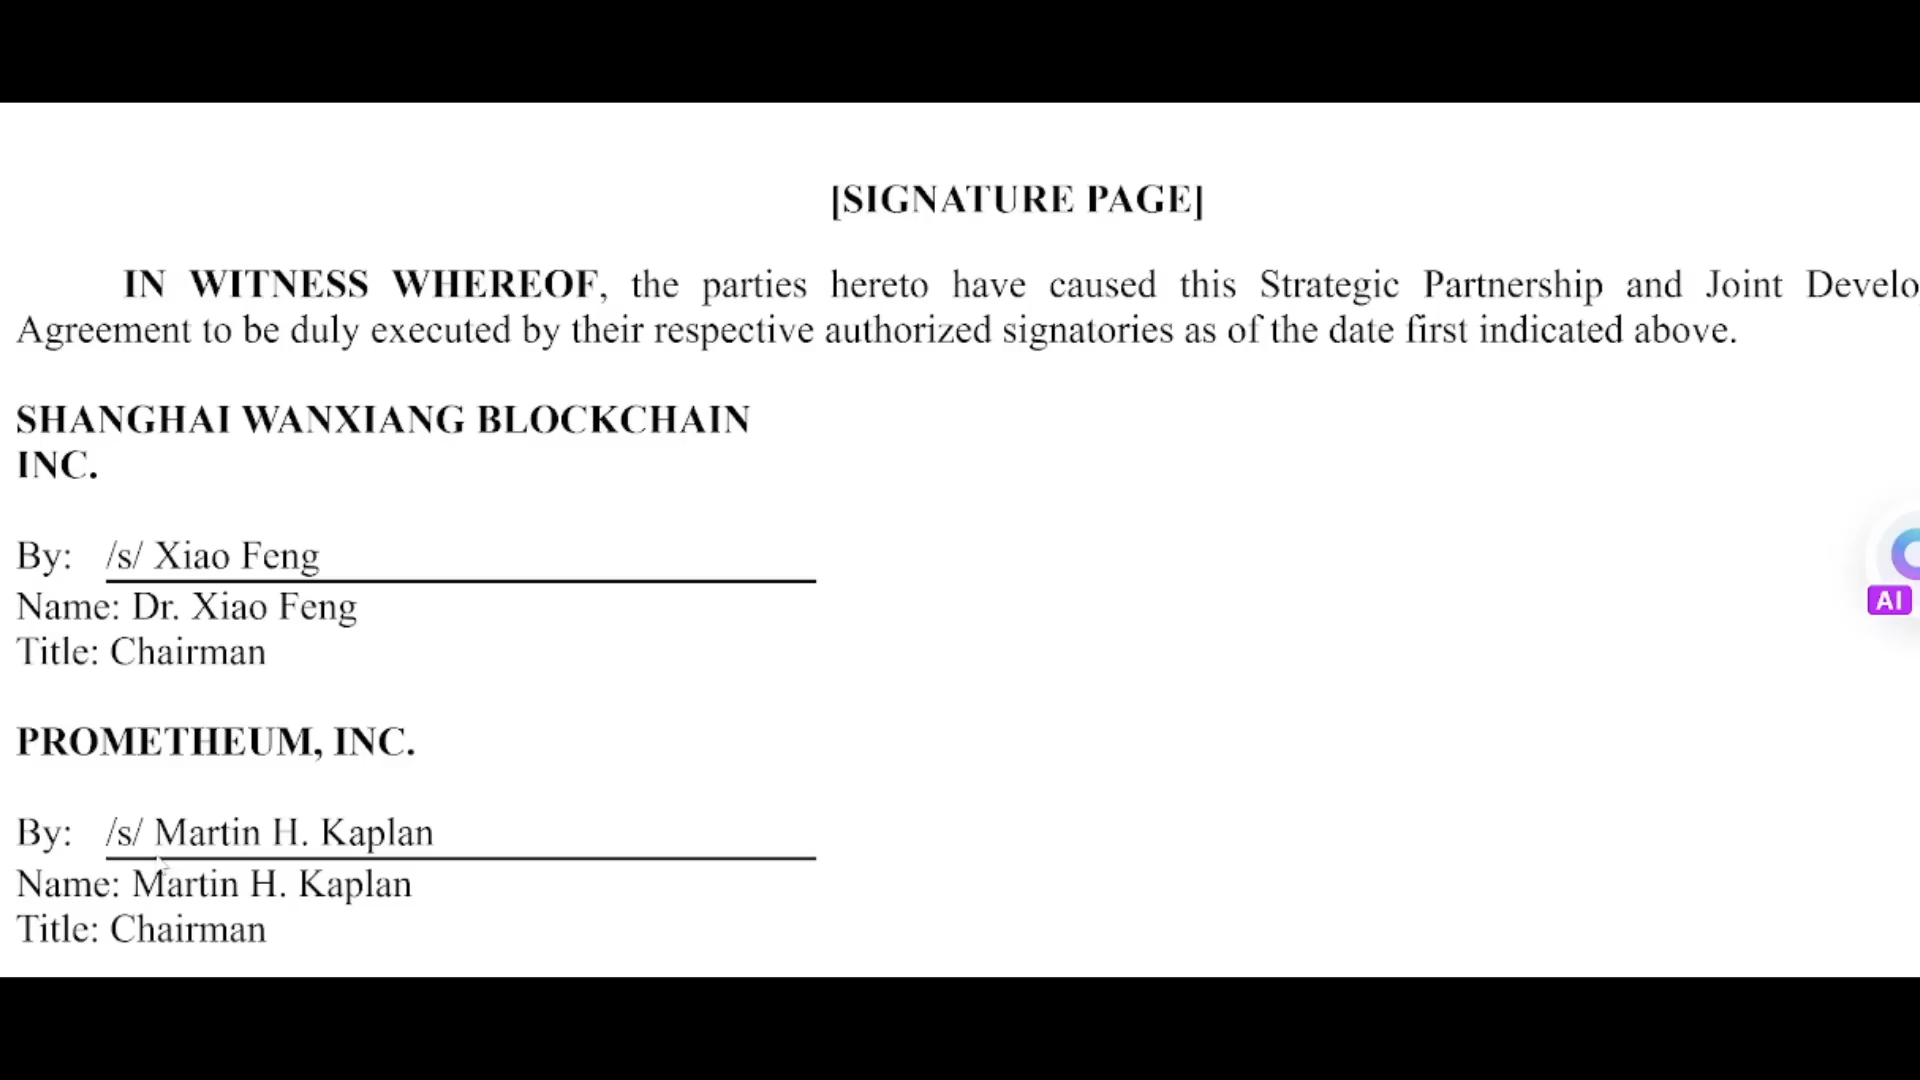 [SIGNATURE PAGE]
IN WITNESS WHEREOF, the parties hereto have caused this Strategic Partnership and Joint Develo
Agreement to be duly executed by their respective authorized signatories as of the date first indicated above.
SHANGHAI WANXIANG BLOCKCHAIN
INC.
By: /s/ Xiao Feng
Name: Dr. Xiao Feng
Title: Chairman
AI
PROMETHEUM, INC.
By: /s/ Martin H. Kaplan
Name: Martin H. Kaplan
Title: Chairman